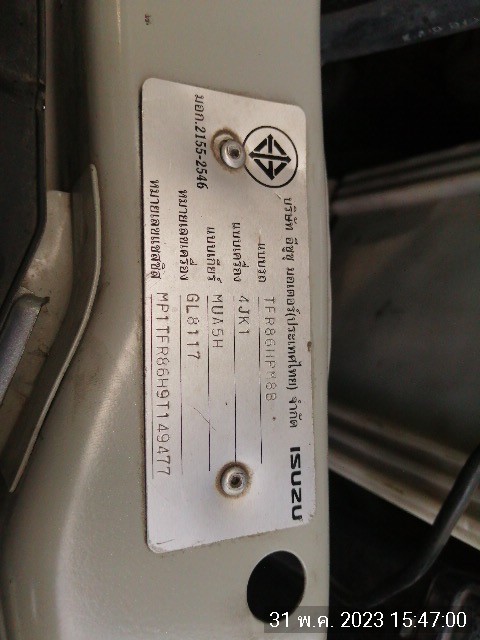 มอก.2155-2546
บริษัท อีซูซุ มอเตอร์(ประเทศไทย) จำกัด
ISUZU
แบบรถ TFR86HPM8B
แบบเครื่อง 4JK1
แบบเกียร์ MUA5H
หมายเลขเครื่อง GL8117
หมายเลขแชสซิส MP1TFR86H9T149477
31 พ.ค. 2023 15:47:00